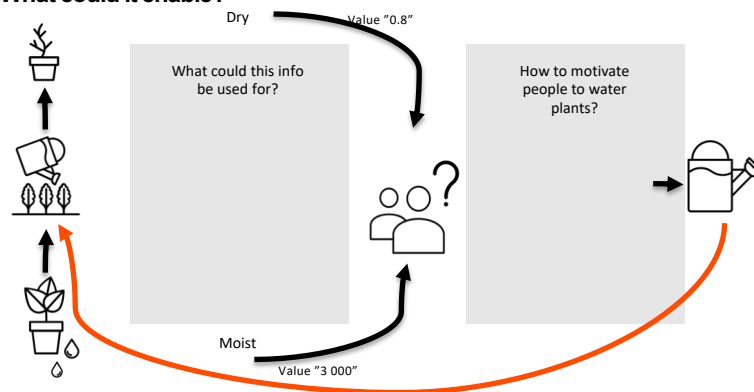 What could it enable?
Dry
Value ”0.8”
What could this info
be used for?
How to motivate
people to water
plants?
?
Moist
Value ”3 000”